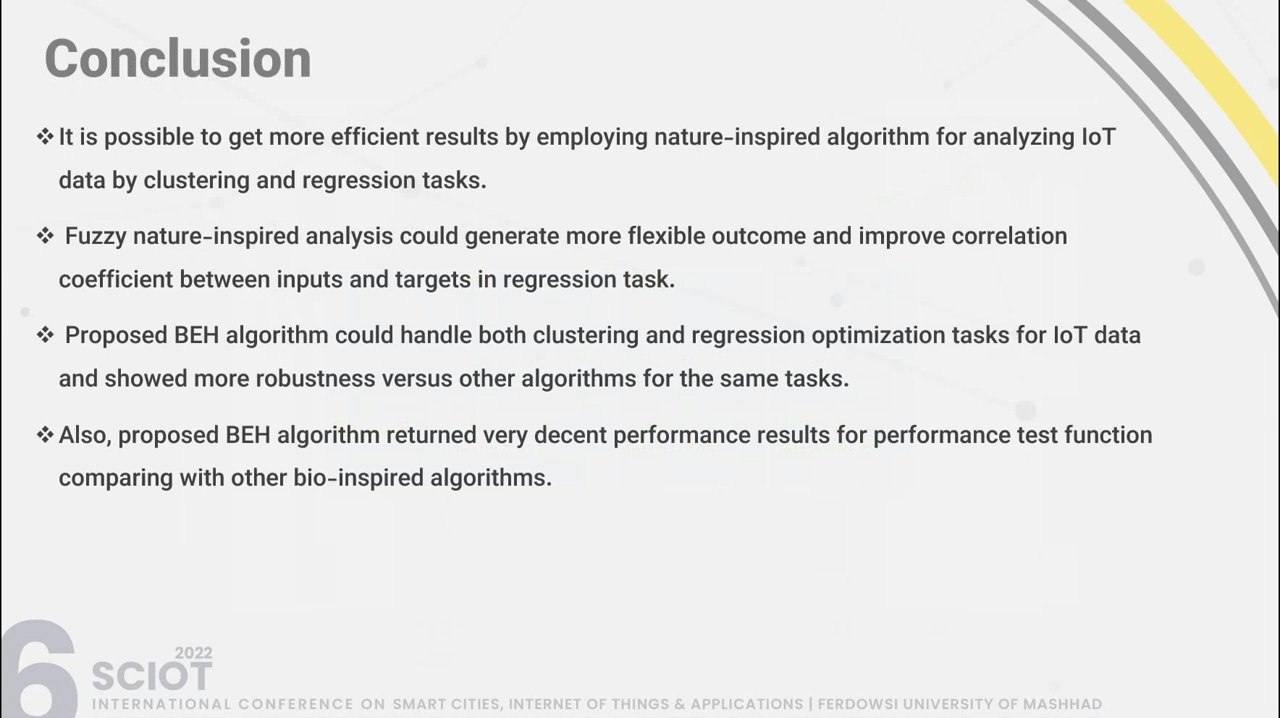 Conclusion
❖It is possible to get more efficient results by employing nature-inspired algorithm for analyzing IoT
data by clustering and regression tasks.
❖ Fuzzy nature-inspired analysis could generate more flexible outcome and improve correlation
coefficient between inputs and targets in regression task.
❖ Proposed BEH algorithm could handle both clustering and regression optimization tasks for IoT data
and showed more robustness versus other algorithms for the same tasks.
❖Also, proposed BEH algorithm returned very decent performance results for performance test function
comparing with other bio-inspired algorithms.
6
2022
SCIOT
INTERNATIONAL CONFERENCE ON SMART CITIES, INTERNET OF THINGS & APPLICATIONS | FERDOWSI UNIVERSITY OF MASHHAD